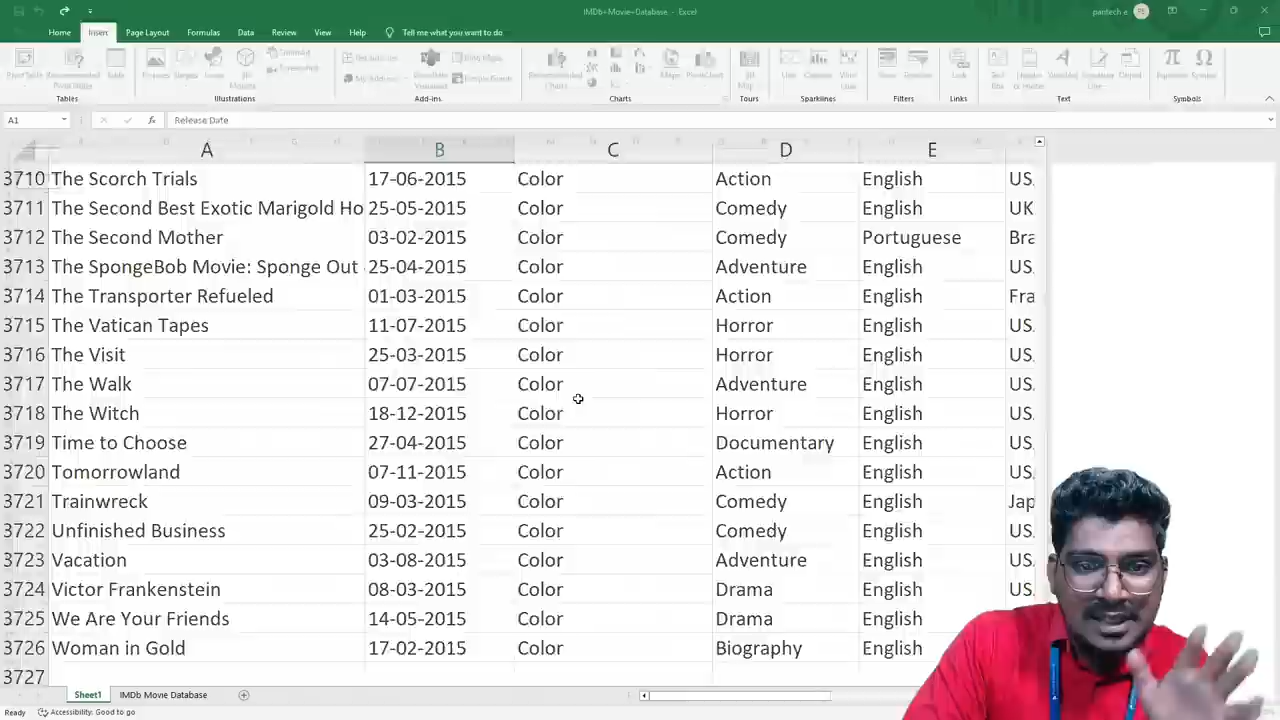 IMDb+Movie+Database. - Excel
pantech e
PE
Home Insert Page Layout Formulas Data Review View Help Tell me what you want to do
Link
Tables Illustrations Add-ins Charts Tours Sparklines Filters Links Text Symbols
A1 fx Release Date
A B C D E
3710 The Scorch Trials 17-06-2015 Color Action English US
3711 The Second Best Exotic Marigold Ho 25-05-2015 Color Comedy English UK
3712 The Second Mother 03-02-2015 Color Comedy Portuguese Bra
3713 The SpongeBob Movie: Sponge Out 25-04-2015 Color Adventure English US
3714 The Transporter Refueled 01-03-2015 Color Action English Fra
3715 The Vatican Tapes 11-07-2015 Color Horror English US
3716 The Visit 25-03-2015 Color Horror English US
3717 The Walk 07-07-2015 Color Adventure English US
3718 The Witch 18-12-2015 Color Horror English US
3719 Time to Choose 27-04-2015 Color Documentary English US
3720 Tomorrowland 07-11-2015 Color Action English US
3721 Trainwreck 09-03-2015 Color Comedy English Jap
3722 Unfinished Business 25-02-2015 Color Comedy English US
3723 Vacation 03-08-2015 Color Adventure English US
3724 Victor Frankenstein 08-03-2015 Color Drama English US
3725 We Are Your Friends 14-05-2015 Color Drama English
3726 Woman in Gold 17-02-2015 Color Biography English
3727
Sheet1 IMDb Movie Database
Ready Accessibility: Good to go